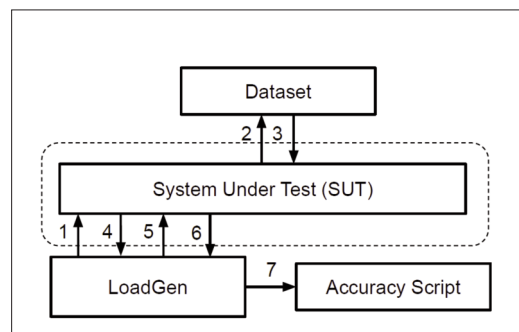 Dataset
2 3
System Under Test (SUT)
1 4 5 6
7
LoadGen
Accuracy Script